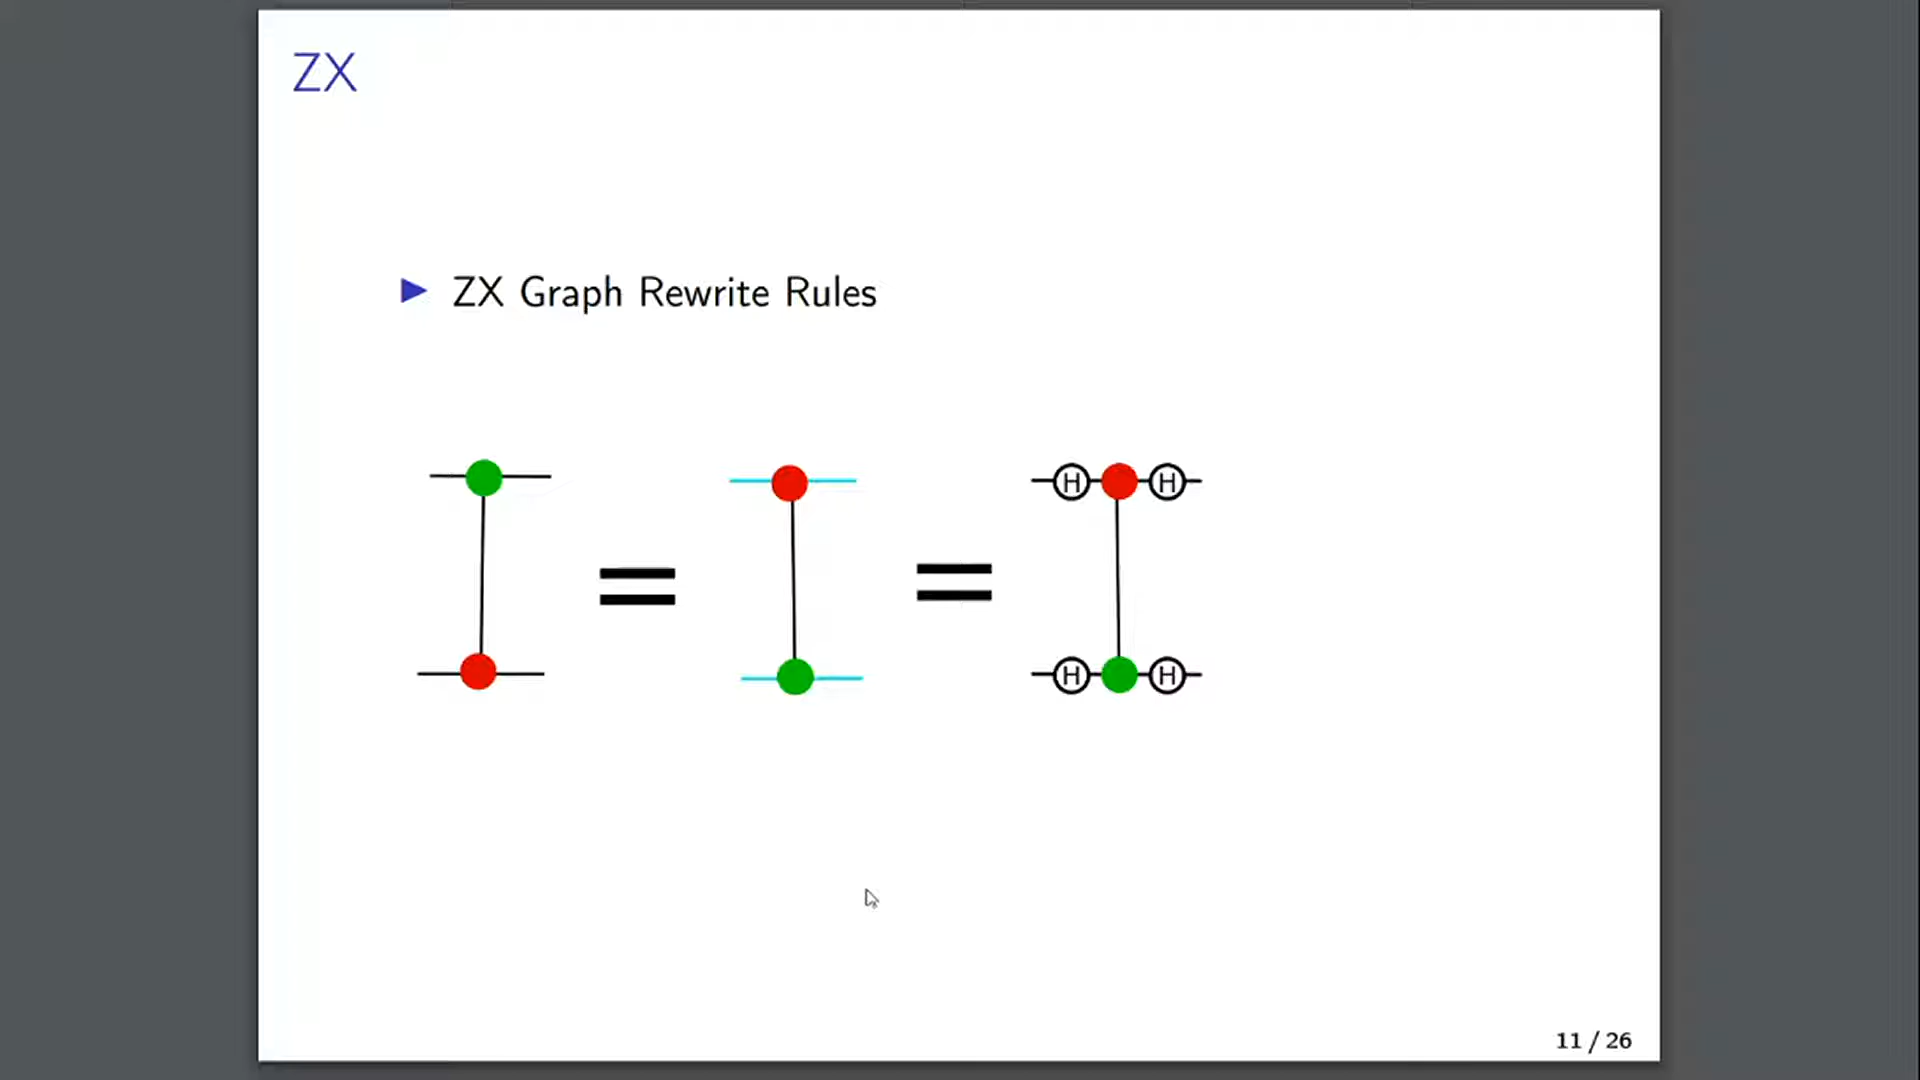 ZX
ZX Graph Rewrite Rules
H H
= =
H H
11 / 26